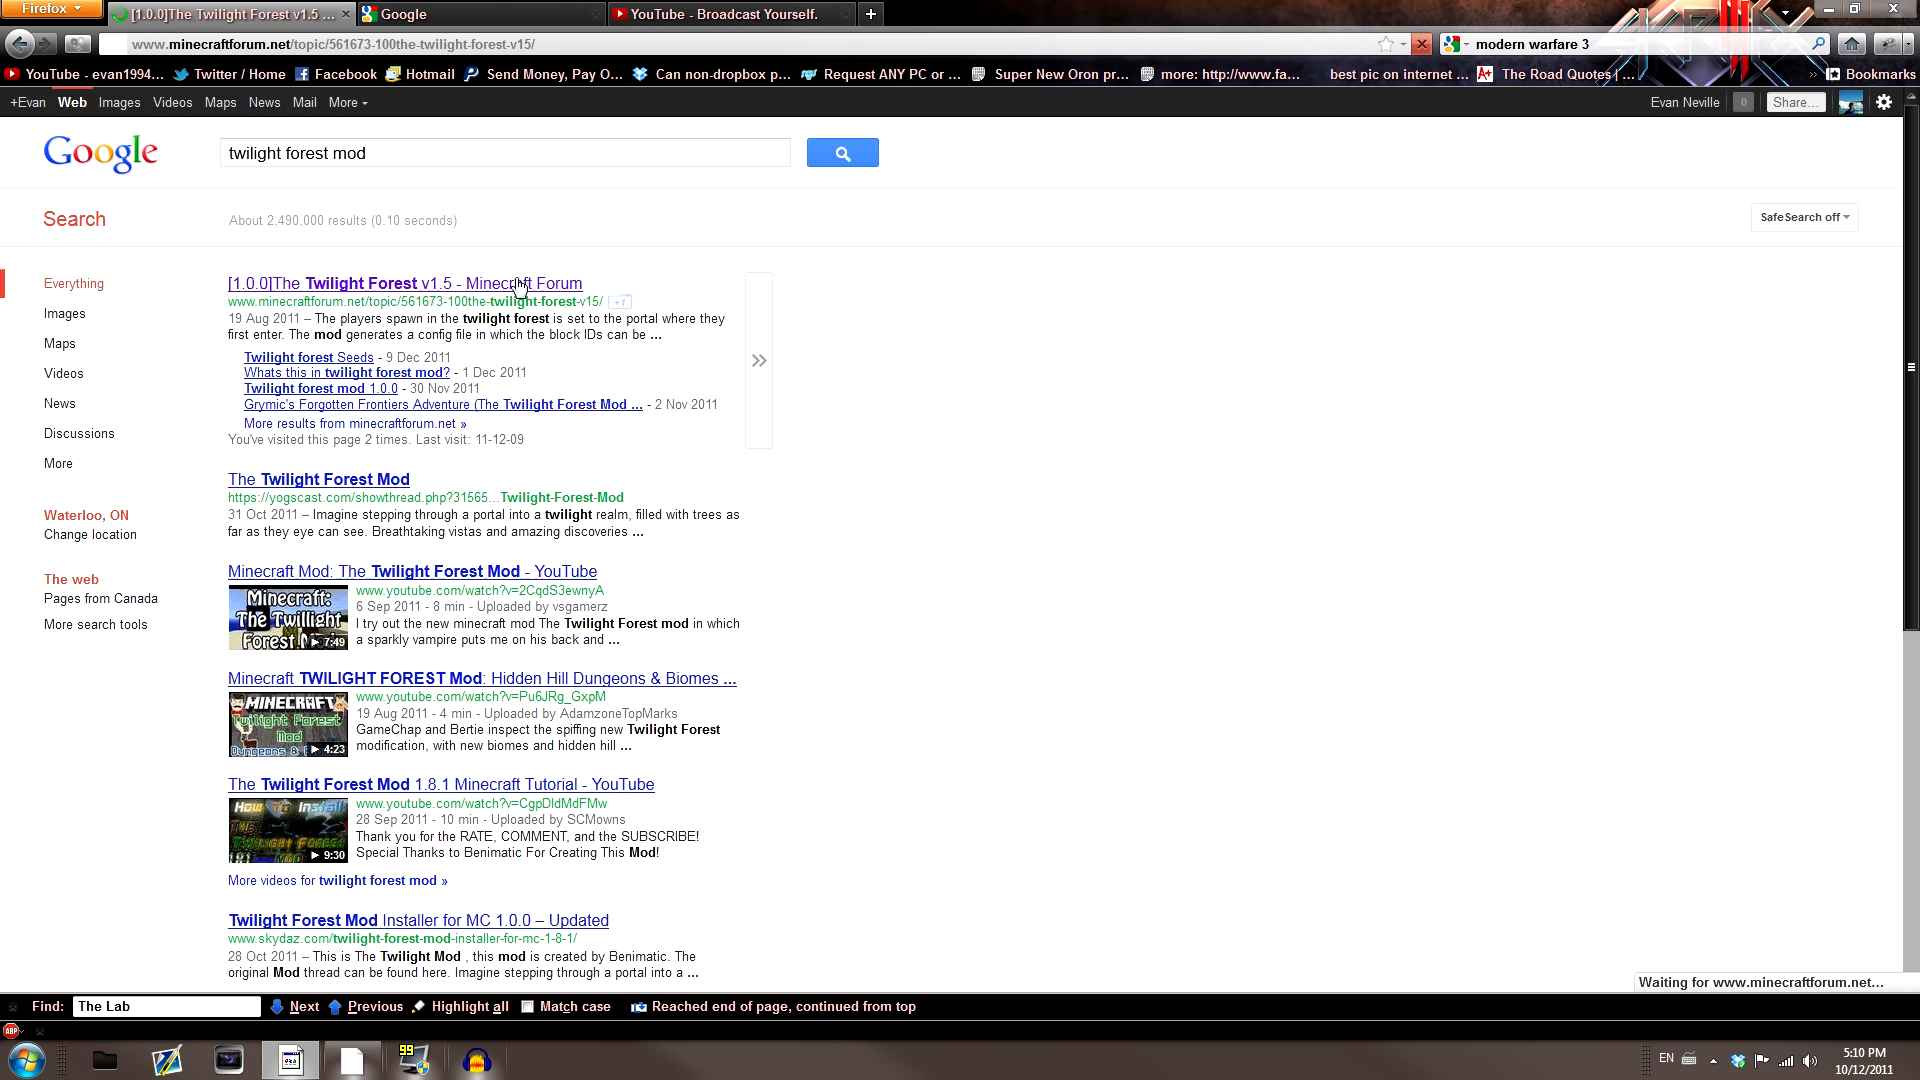 Firefox
[1.0.0]The Twilight Forest v1.5 ...
Google
YouTube - Broadcast Yourself.
www.minecraftforum.net/topic/561673-100the-twilight-forest-v15/
modern warfare 3
YouTube - evan1994...
Twitter / Home
Facebook
Hotmail
Send Money, Pay O...
Can non-dropbox p...
Request ANY PC or ...
Super New Oron pr...
more: http://www.fa...
best pic on internet ...
The Road Quotes | ...
Bookmarks
+Evan Web Images Videos Maps News Mail More
Evan Neville 0 Share...
Google
twilight forest mod
Search
About 2,490,000 results (0.10 seconds)
SafeSearch off
Everything
Images
Maps
Videos
News
Discussions
More
Waterloo, ON
Change location
The web
Pages from Canada
More search tools
[1.0.0]The Twilight Forest v1.5 - Minecraft Forum
www.minecraftforum.net/topic/561673-100the-twilight-forest-v15/ +1
19 Aug 2011 – The players spawn in the twilight forest is set to the portal where they
first enter. The mod generates a config file in which the block IDs can be ...
Twilight forest Seeds - 9 Dec 2011
Whats this in twilight forest mod? - 1 Dec 2011
Twilight forest mod 1.0.0 - 30 Nov 2011
Grymic's Forgotten Frontiers Adventure (The Twilight Forest Mod ... - 2 Nov 2011
More results from minecraftforum.net »
You've visited this page 2 times. Last visit: 11-12-09
The Twilight Forest Mod
https://yogscast.com/showthread.php?31565...Twilight-Forest-Mod
31 Oct 2011 – Imagine stepping through a portal into a twilight realm, filled with trees as
far as they eye can see. Breathtaking vistas and amazing discoveries ...
Minecraft Mod: The Twilight Forest Mod - YouTube
Minecraft:
The Twillight
Forest
7:49
www.youtube.com/watch?v=2CqdS3ewnyA
6 Sep 2011 - 8 min - Uploaded by vsgamerz
I try out the new minecraft mod The Twilight Forest mod in which
a sparkly vampire puts me on his back and ...
Minecraft TWILIGHT FOREST Mod: Hidden Hill Dungeons & Biomes ...
MINECRAFT
Twilight Forest
Mod
Dungeons &
4:23
www.youtube.com/watch?v=Pu6JRg_GxpM
19 Aug 2011 - 4 min - Uploaded by AdamzoneTopMarks
GameChap and Bertie inspect the spiffing new Twilight Forest
modification, with new biomes and hidden hill ...
The Twilight Forest Mod 1.8.1 Minecraft Tutorial - YouTube
How To Install
The
Twilight Forest
1.8.1 Mod
9:30
www.youtube.com/watch?v=CgpDIdMdFMw
28 Sep 2011 - 10 min - Uploaded by SCMowns
Thank you for the RATE, COMMENT, and the SUBSCRIBE!
Special Thanks to Benimatic For Creating This Mod!
More videos for twilight forest mod »
Twilight Forest Mod Installer for MC 1.0.0 – Updated
www.skydaz.com/twilight-forest-mod-installer-for-mc-1-8-1/
28 Oct 2011 – This is The Twilight Mod , this mod is created by Benimatic. The
original Mod thread can be found here. Imagine stepping through a portal into a ...
Waiting for www.minecraftforum.net...
Find: The Lab Next Previous Highlight all Match case Reached end of page, continued from top
ABP
99
EN
5:10 PM
10/12/2011